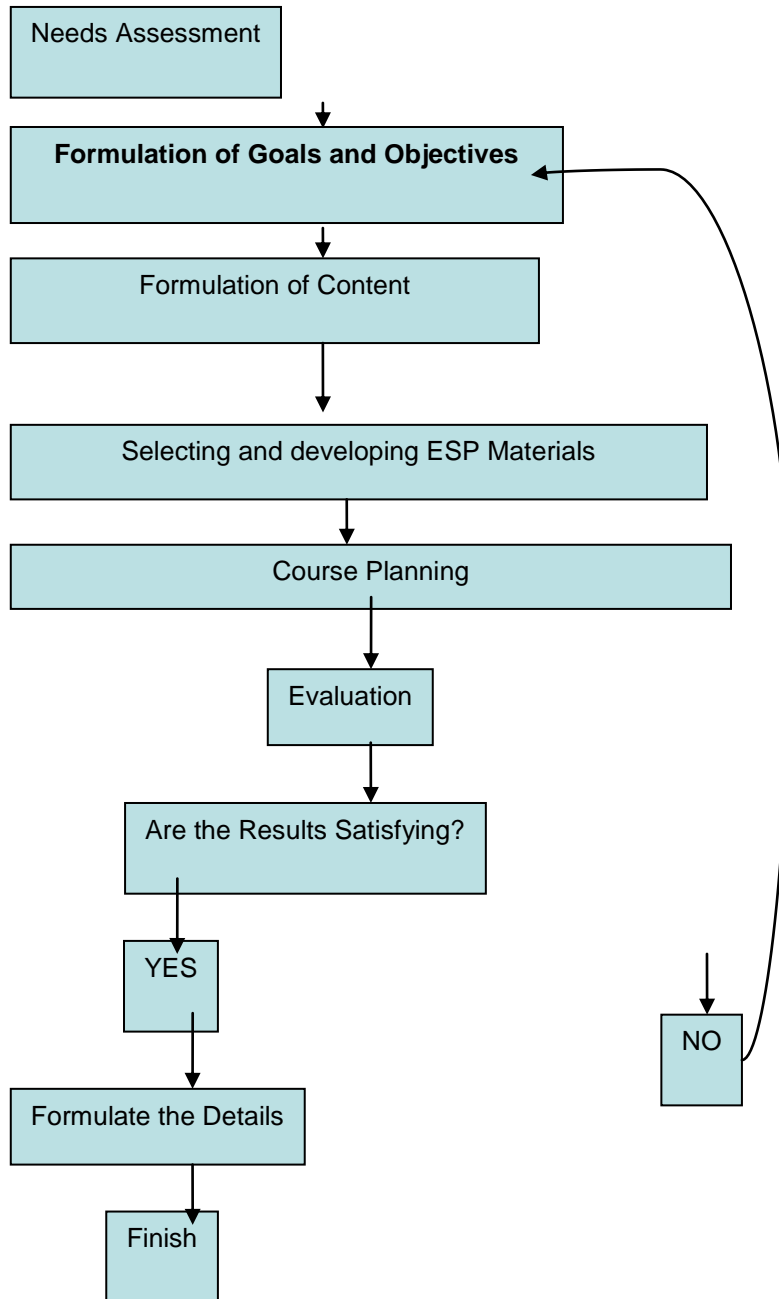 Needs Assessment
Formulation of Goals and Objectives
Formulation of Content
Selecting and developing ESP Materials
Course Planning
Evaluation
Are the Results Satisfying?
YES
NO
Formulate the Details
Finish